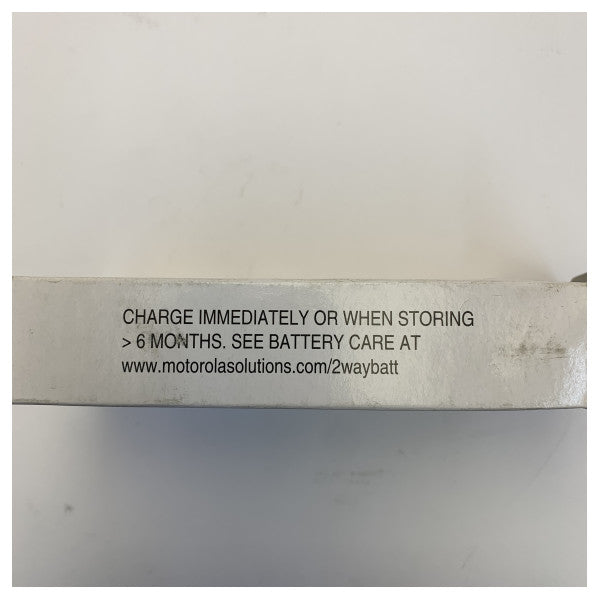 CHARGE IMMEDIATELY OR WHEN STORING
> 6 MONTHS. SEE BATTERY CARE AT
www.motorolasolutions.com/2waybatt